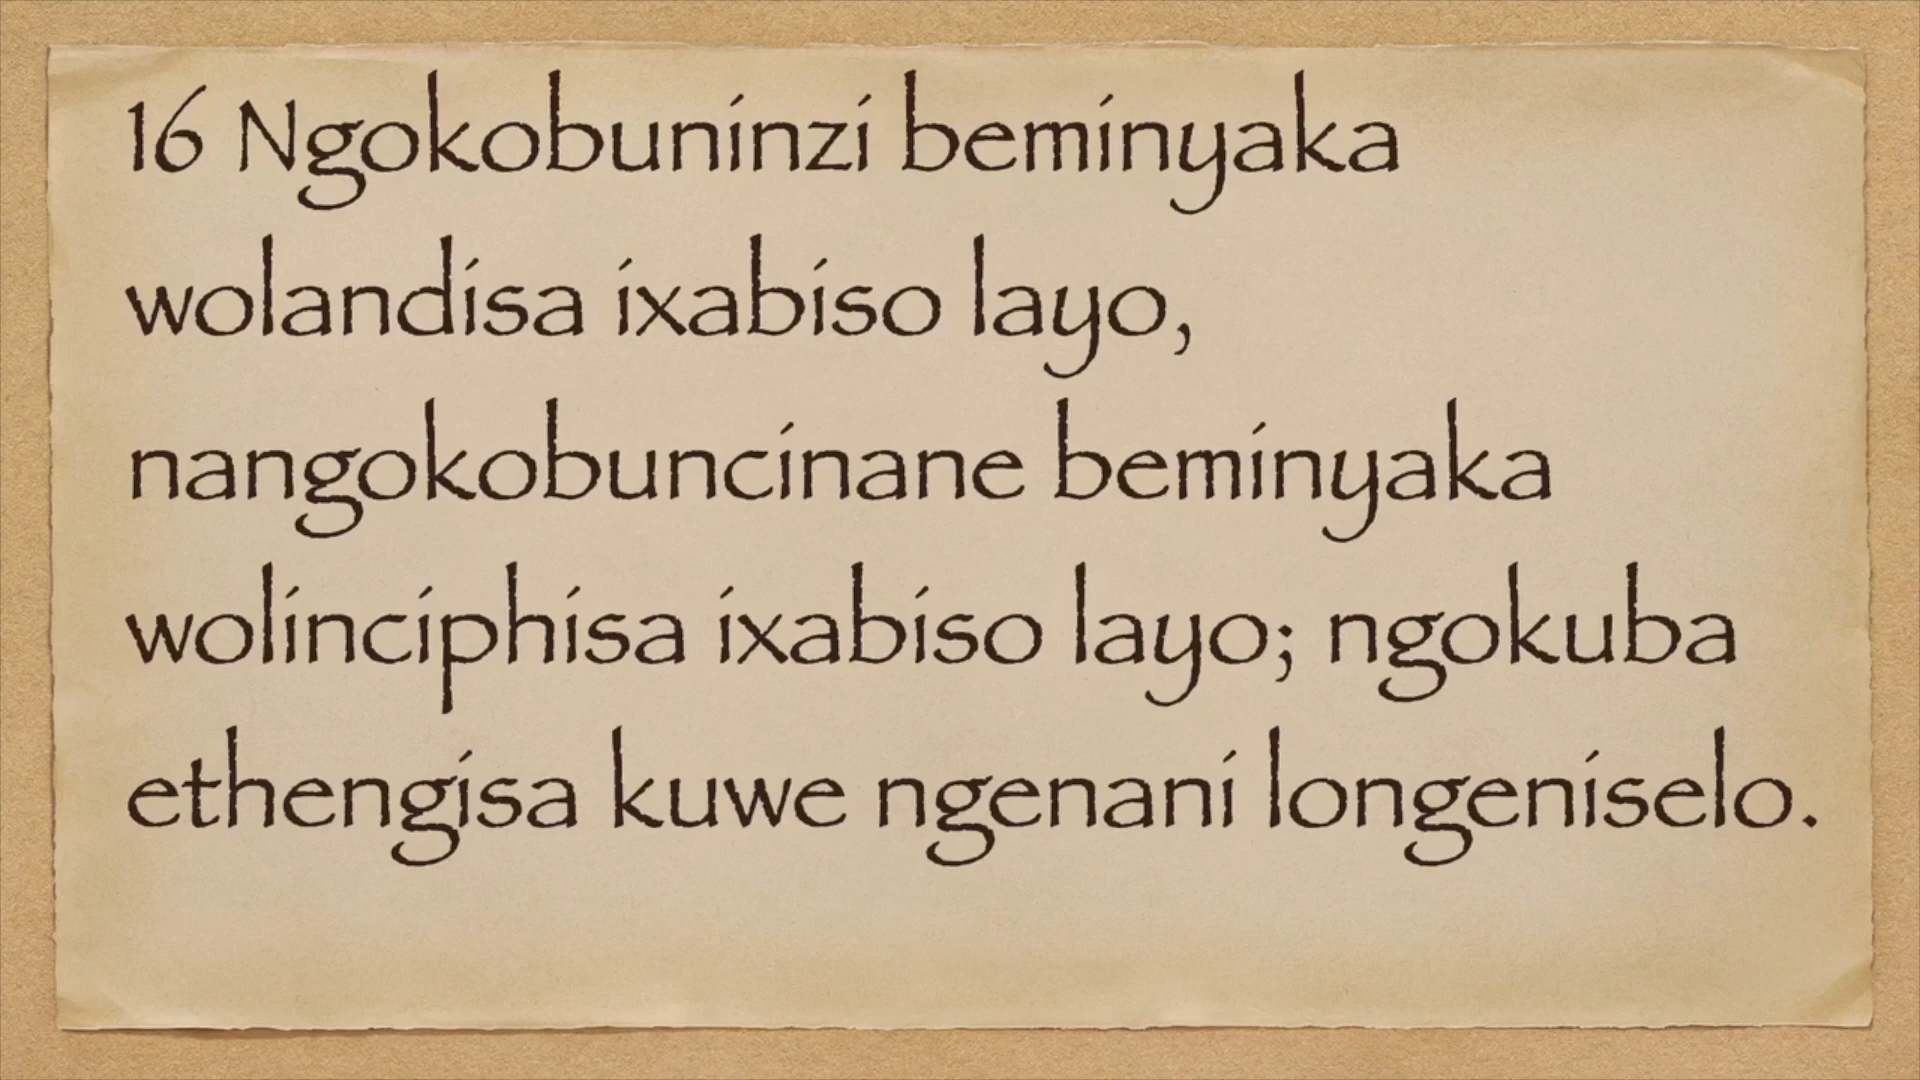 16 Ngokobuninzi beminyaka
wolandisa ixabiso layo,
nangokobuncinane beminyaka
wolinciphisa ixabiso layo; ngokuba
ethengisa kuwe ngenani longeniselo.